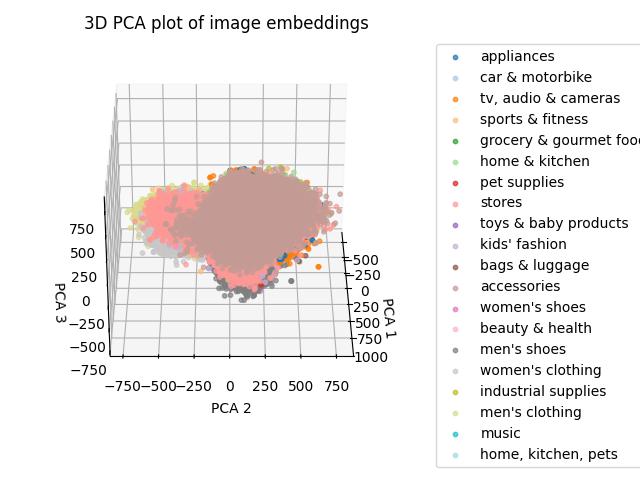 3D PCA plot of image embeddings
appliances
car & motorbike
tv, audio & cameras
sports & fitness
grocery & gourmet foo
home & kitchen
pet supplies
stores
toys & baby products
kids' fashion
bags & luggage
accessories
women's shoes
beauty & health
men's shoes
women's clothing
industrial supplies
men's clothing
music
home, kitchen, pets
PCA 3
750
500
250
0
−250
−500
−750
−750 −500 −250 0 250 500 750
PCA 2
−500
−250
0
250
500
750
1000
PCA 1